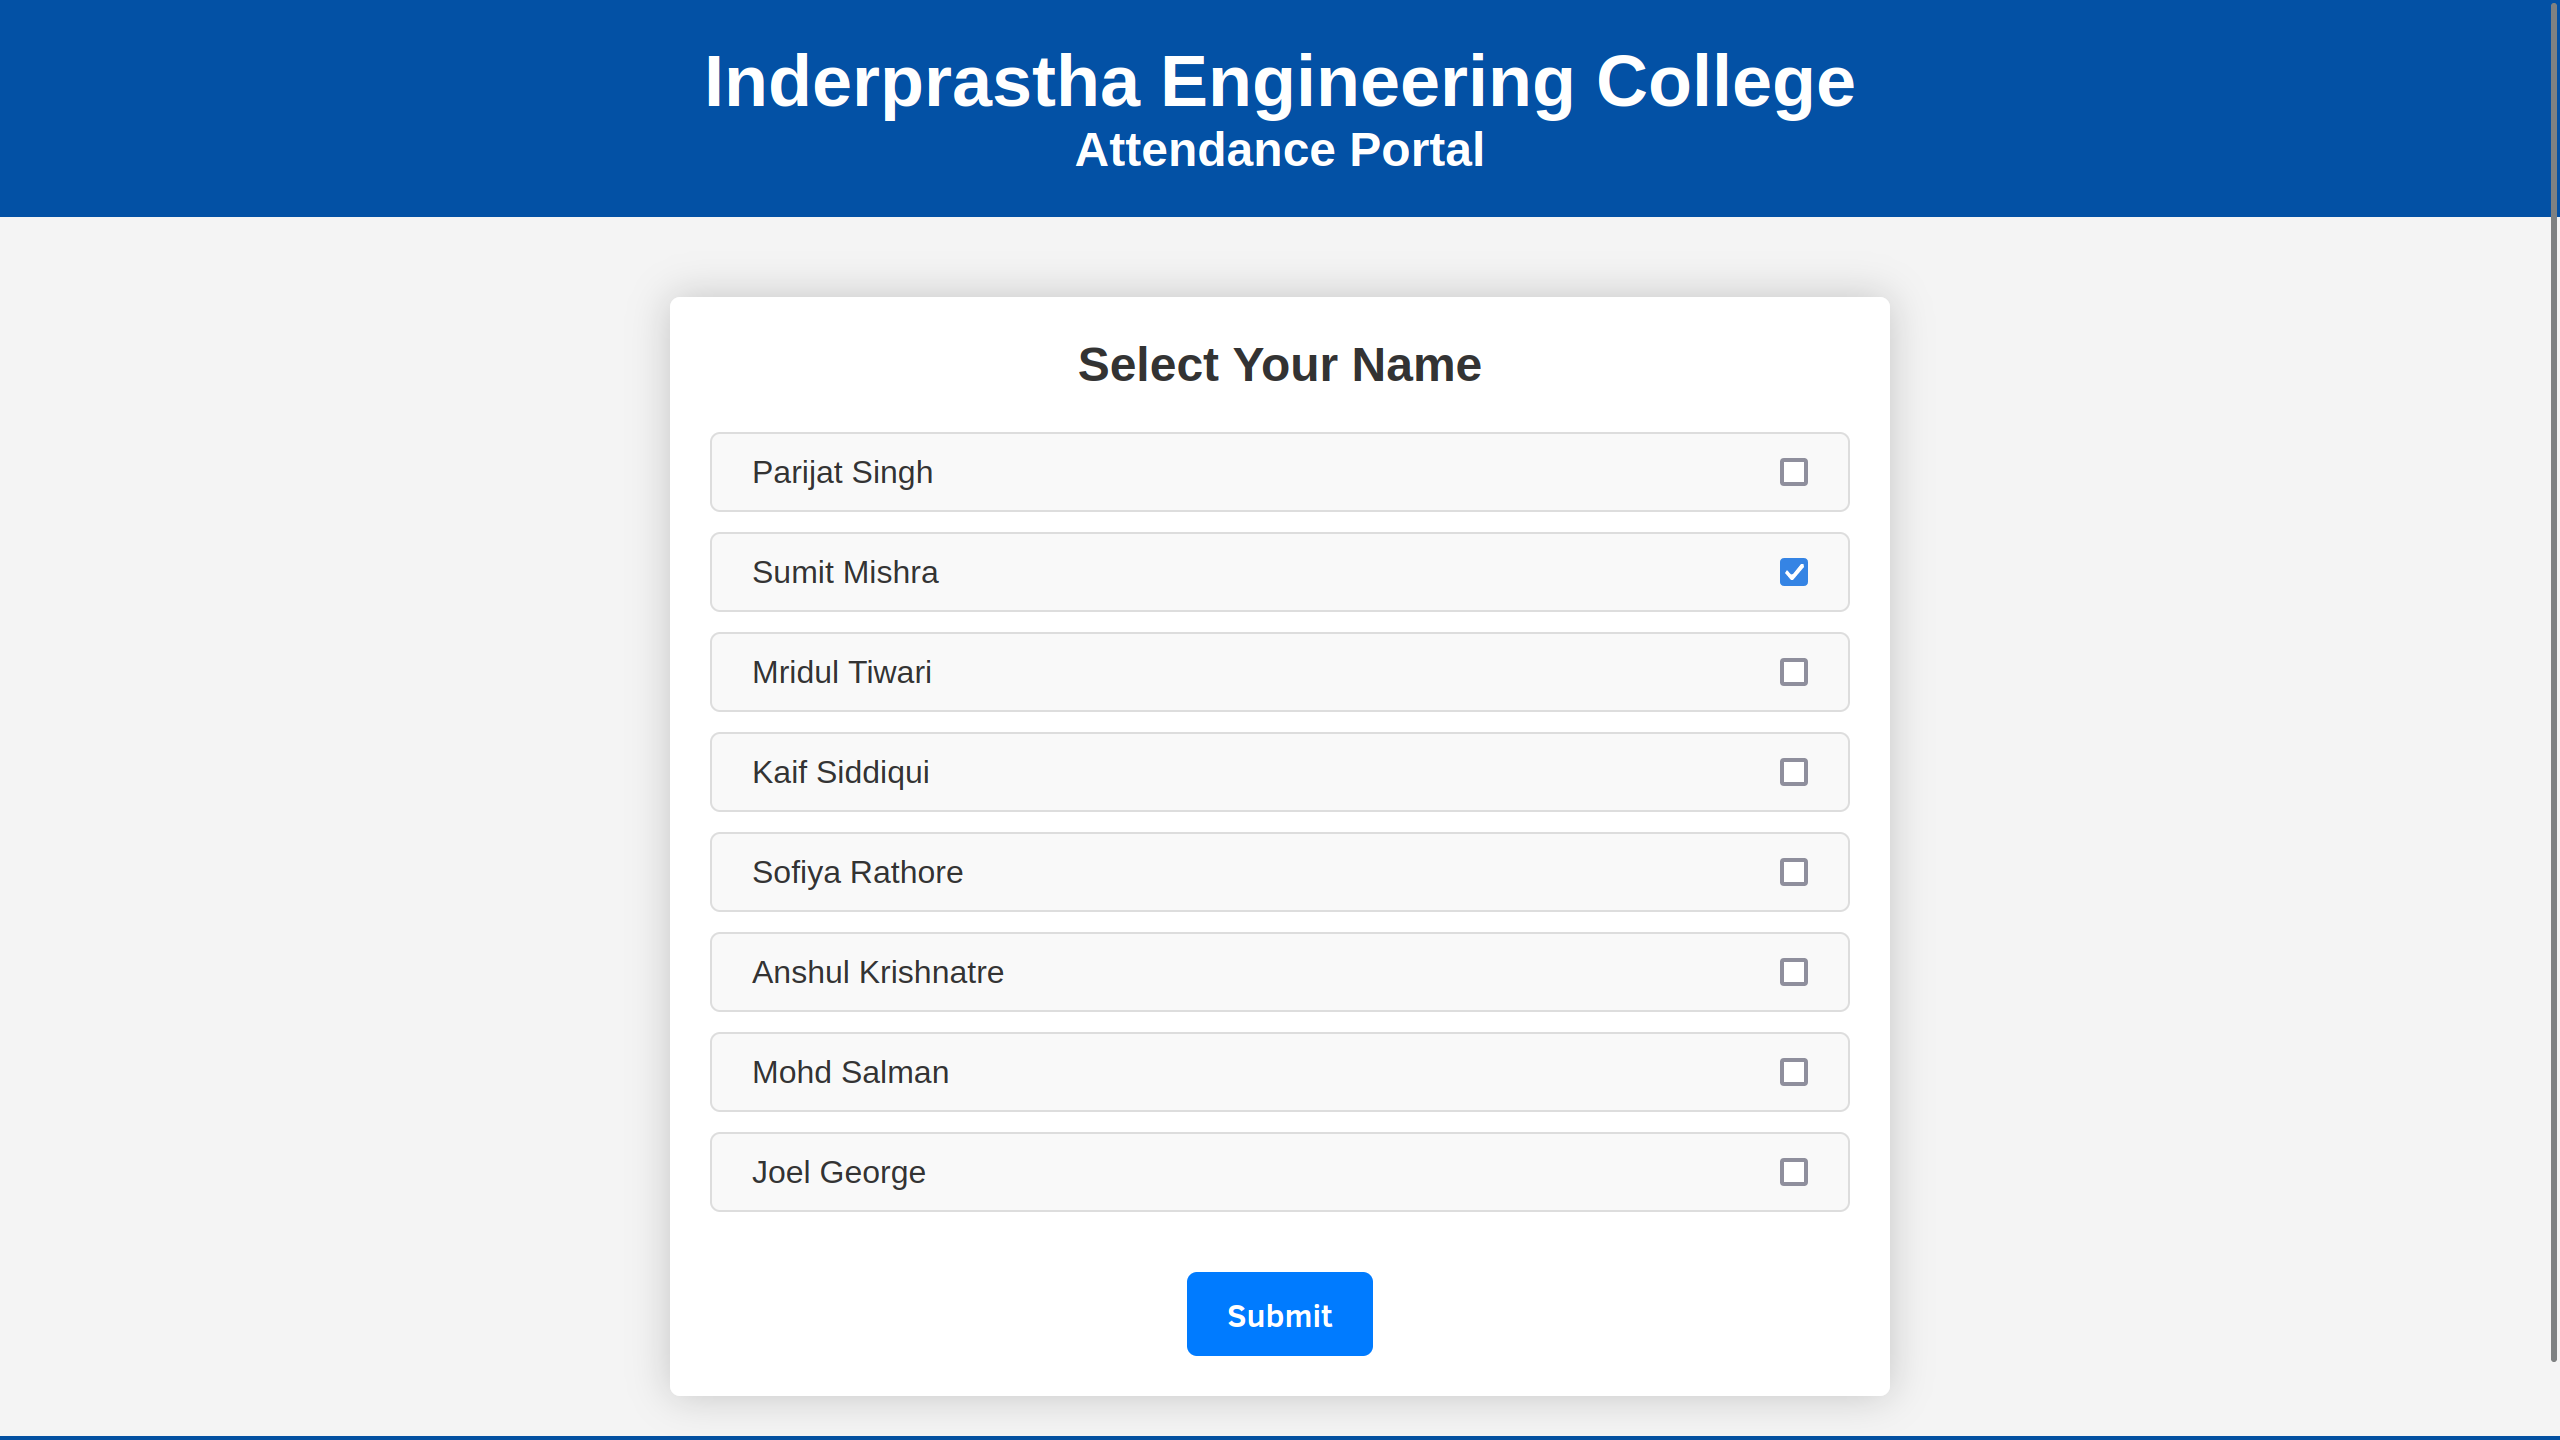 Inderprastha Engineering College
Attendance Portal
Select Your Name
Parijat Singh
Sumit Mishra
Mridul Tiwari
Kaif Siddiqui
Sofiya Rathore
Anshul Krishnatre
Mohd Salman
Joel George
Submit